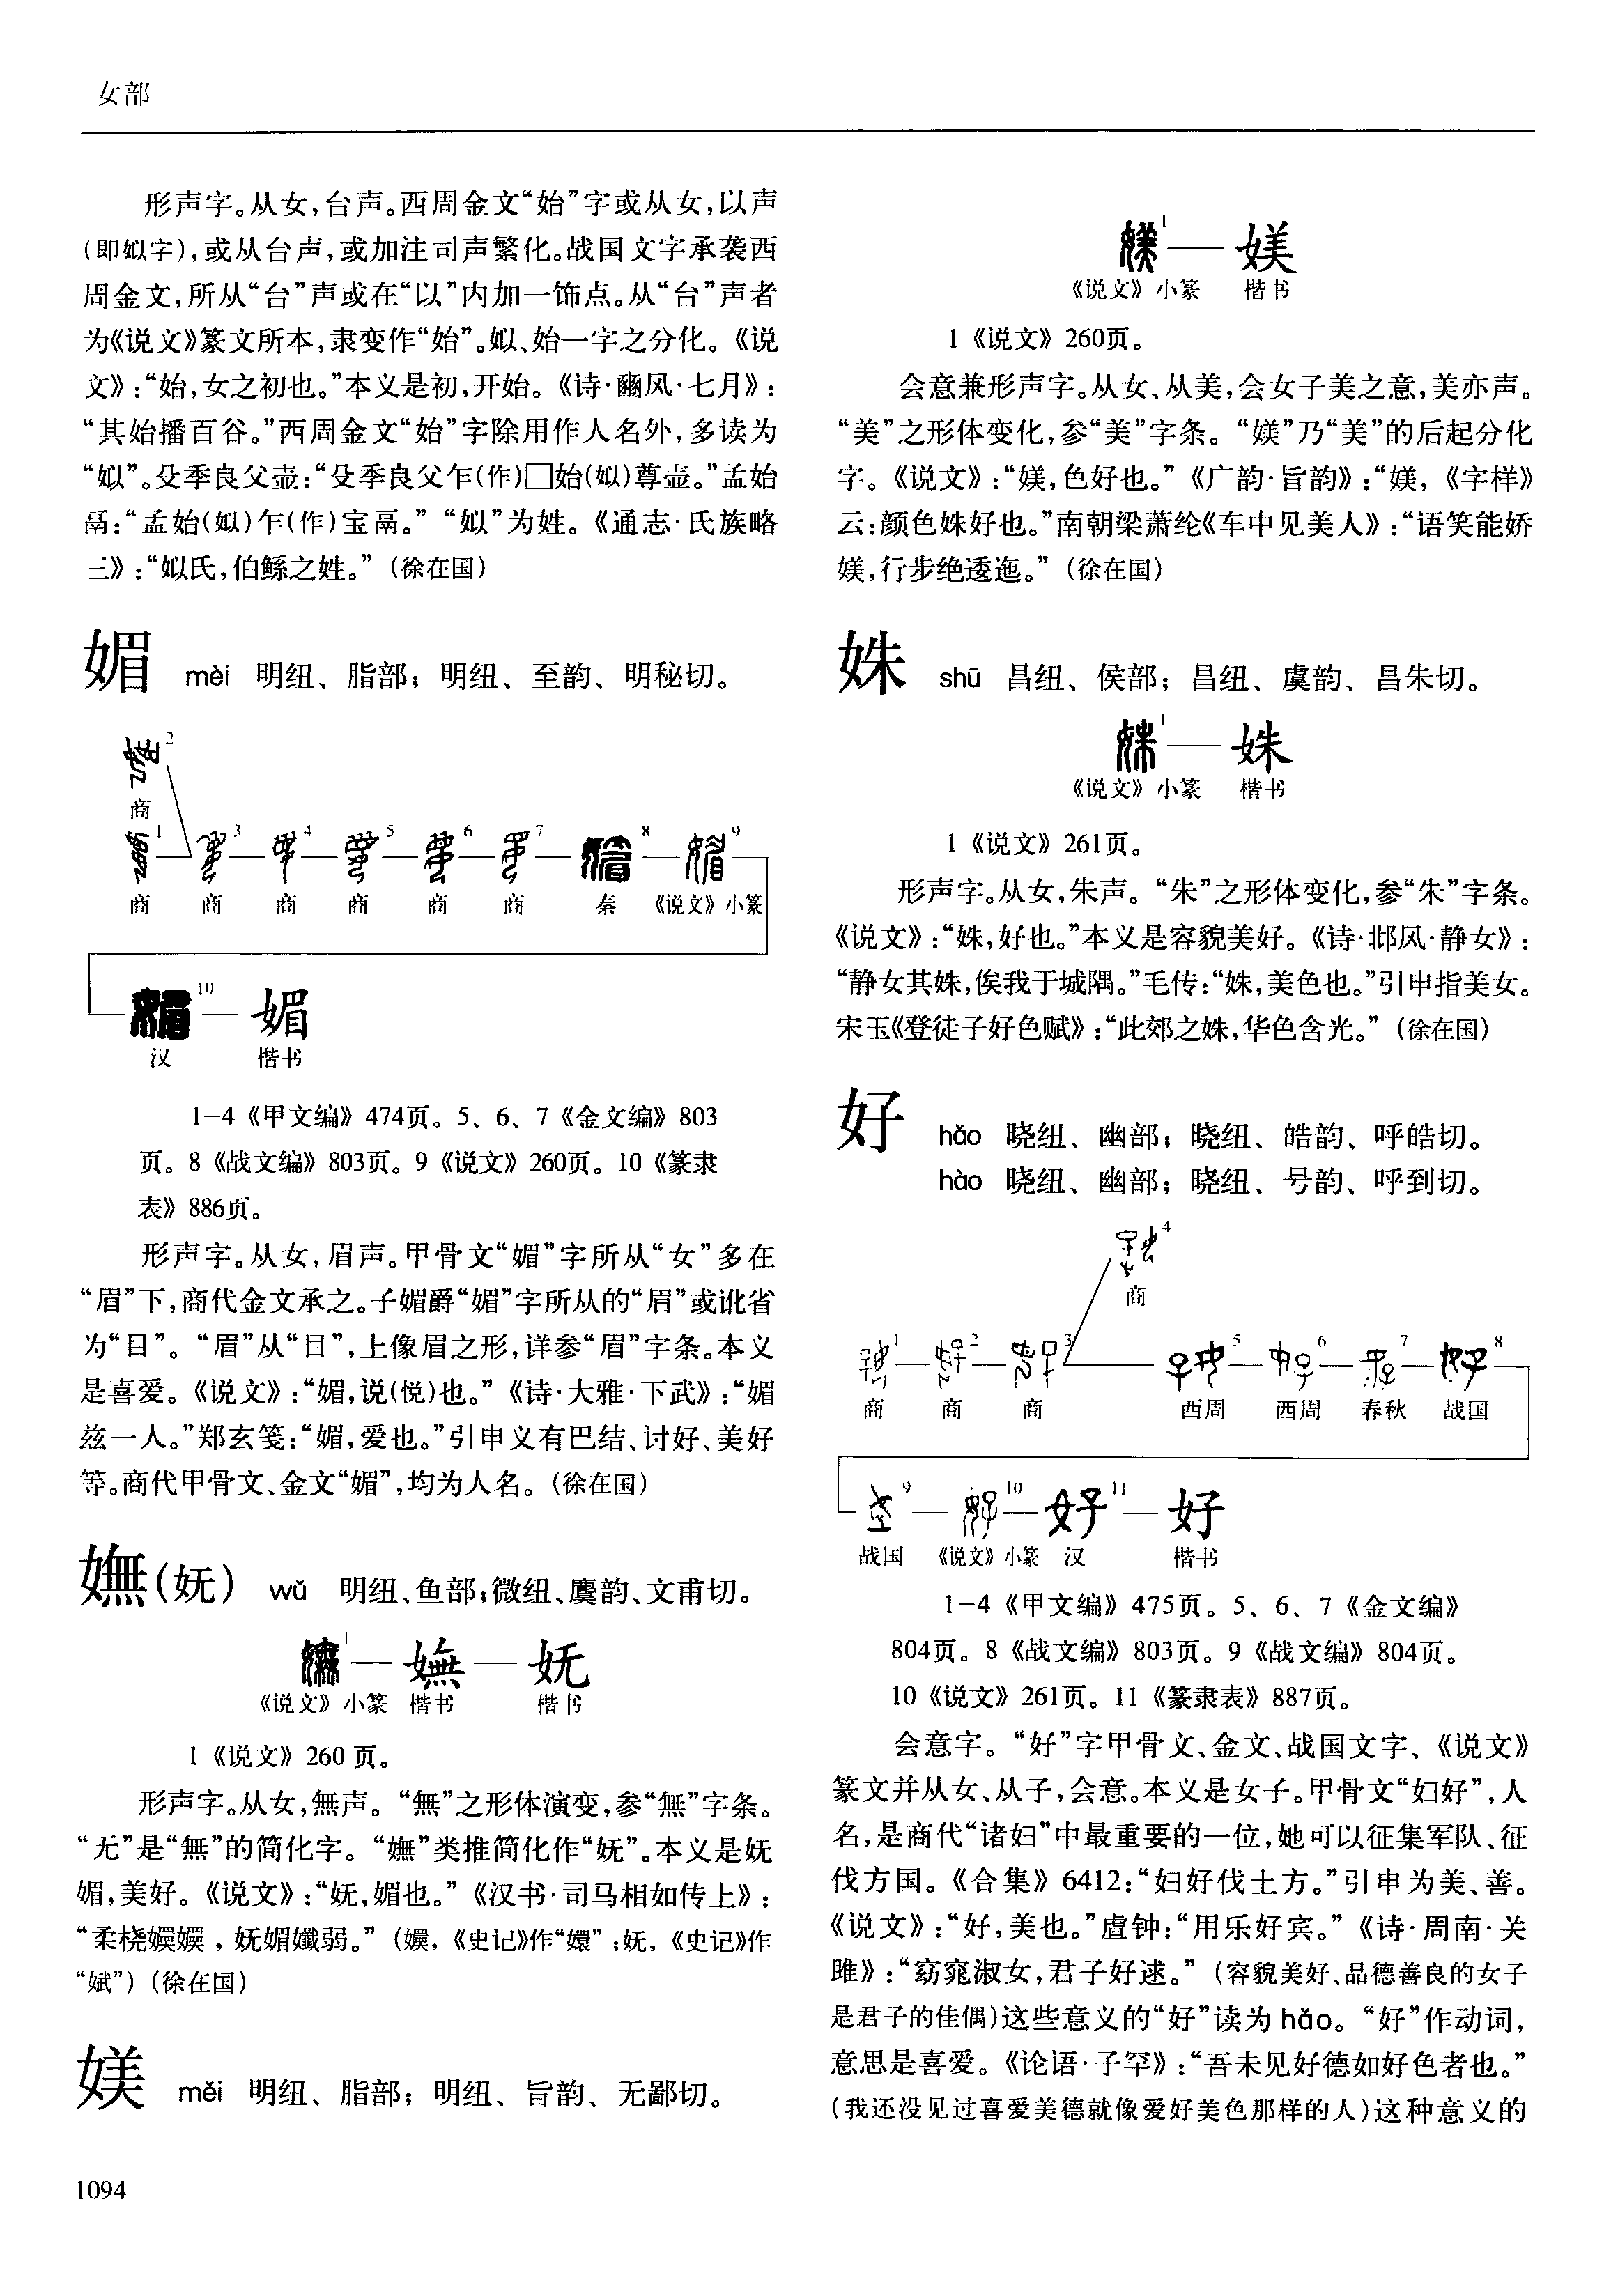 女部
形声字。从女，台声。西周金文“始”字或从女，以声
（即姒字），或从台声，或加注司声繁化。战国文字承袭西
周金文，所从“台”声或在“以”内加一饰点。从“台”声者
为《说文》篆文所本，隶变作“始”。姒、始一字之分化。《说
文》：“始，女之初也。”本义是初，开始。《诗·豳风·七月》：
“其始播百谷。”西周金文“始”字除用作人名外，多读为
“姒”。殳季良父壶：“殳季良父乍（作）□始（姒）尊壶。”孟始
鬲：“孟始（姒）乍（作）宝鬲。”“姒”为姓。《通志·氏族略
三》：“姒氏，伯鲧之姓。”（徐在国）
媚 mèi 明纽、脂部；明纽、至韵、明秘切。
2
商
1 3 4 5 6 7 8 9
商 商 商 商 商 商 秦 《说文》小篆
10 媚
汉 楷书
1-4《甲文编》474页。5、6、7《金文编》803
页。8《战文编》803页。9《说文》260页。10《篆隶
表》886页。
形声字。从女，眉声。甲骨文“媚”字所从“女”多在
“眉”下，商代金文承之。子媚爵“媚”字所从的“眉”或讹省
为“目”。“眉”从“目”，上像眉之形，详参“眉”字条。本义
是喜爱。《说文》：“媚，说（悦）也。”《诗·大雅·下武》：“媚
兹一人。”郑玄笺：“媚，爱也。”引申义有巴结、讨好、美好
等。商代甲骨文、金文“媚”，均为人名。（徐在国）
嫵（妩） wǔ 明纽、鱼部；微纽、麌韵、文甫切。
1 嫵 妩
《说文》小篆 楷书 楷书
1《说文》260页。
形声字。从女，無声。“無”之形体演变，参“無”字条。
“无”是“無”的简化字。“嫵”类推简化作“妩”。本义是妩
媚，美好。《说文》：“妩，媚也。”《汉书·司马相如传上》：
“柔桡嬽嬽，妩媚孅弱。”（嬽，《史记》作“嬛”；妩，《史记》作
“娬”）（徐在国）
媄 měi 明纽、脂部；明纽、旨韵、无鄙切。
1 媄
《说文》小篆 楷书
1《说文》260页。
会意兼形声字。从女、从美，会女子美之意，美亦声。
“美”之形体变化，参“美”字条。“媄”乃“美”的后起分化
字。《说文》：“媄，色好也。”《广韵·旨韵》：“媄，《字样》
云：颜色姝好也。”南朝梁萧纶《车中见美人》：“语笑能娇
媄，行步绝逶迤。”（徐在国）
姝 shū 昌纽、侯部；昌纽、虞韵、昌朱切。
1 姝
《说文》小篆 楷书
1《说文》261页。
形声字。从女，朱声。“朱”之形体变化，参“朱”字条。
《说文》：“姝，好也。”本义是容貌美好。《诗·邶风·静女》：
“静女其姝，俟我于城隅。”毛传：“姝，美色也。”引申指美女。
宋玉《登徒子好色赋》：“此郊之姝，华色含光。”（徐在国）
好 hǎo 晓纽、幽部；晓纽、皓韵、呼皓切。
hào 晓纽、幽部；晓纽、号韵、呼到切。
4
商
1 2 3 5 6 7 8
商 商 商 西周 西周 春秋 战国
9 10 11 好
战国 《说文》小篆 汉 楷书
1-4《甲文编》475页。5、6、7《金文编》
804页。8《战文编》803页。9《战文编》804页。
10《说文》261页。11《篆隶表》887页。
会意字。“好”字甲骨文、金文、战国文字、《说文》
篆文并从女、从子，会意。本义是女子。甲骨文“妇好”，人
名，是商代“诸妇”中最重要的一位，她可以征集军队、征
伐方国。《合集》6412：“妇好伐土方。”引申为美、善。
《说文》：“好，美也。”虘钟：“用乐好宾。”《诗·周南·关
雎》：“窈窕淑女，君子好逑。”（容貌美好、品德善良的女子
是君子的佳偶）这些意义的“好”读为hǎo。“好”作动词，
意思是喜爱。《论语·子罕》：“吾未见好德如好色者也。”
（我还没见过喜爱美德就像爱好美色那样的人）这种意义的
1094